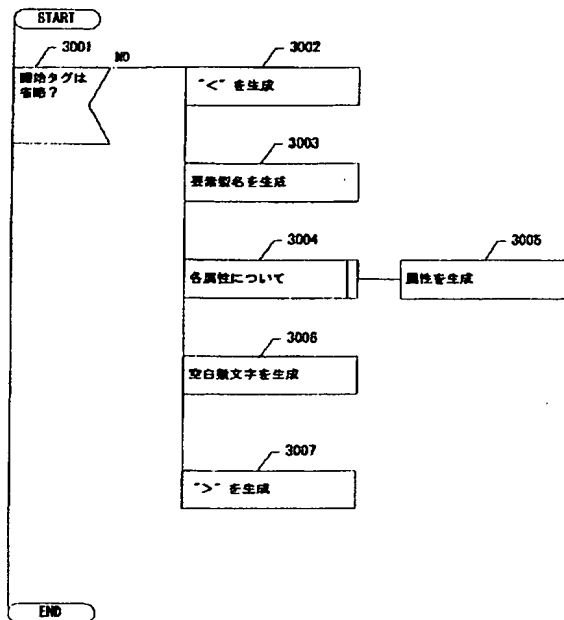 START
3001
NO
開始タグは
省略?
3002
"<" を生成
3003
要素型名を生成
3004
各属性について
3005
属性を生成
3006
空白類文字を生成
3007
">" を生成
END